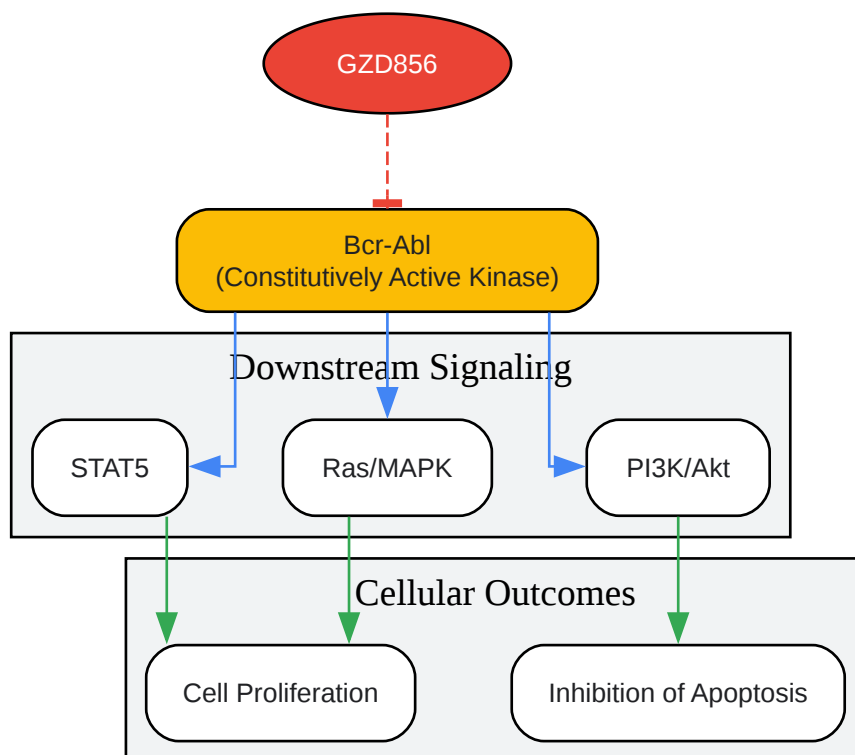 GZD856
Bcr-Abl
(Constitutively Active Kinase)
Downstream Signaling
STAT5
Ras/MAPK
PI3K/Akt
Cellular Outcomes
Cell Proliferation
Inhibition of Apoptosis